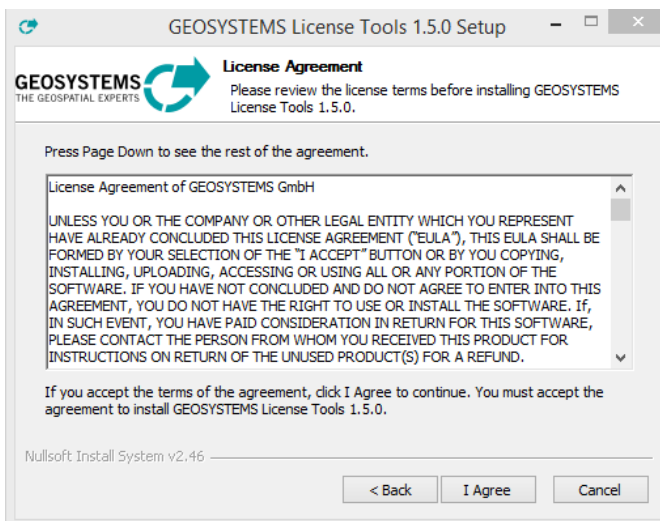 GEOSYSTEMS License Tools 1.5.0 Setup
GEOSYSTEMS
THE GEOSPATIAL EXPERTS
License Agreement
Please review the license terms before installing GEOSYSTEMS
License Tools 1.5.0.
Press Page Down to see the rest of the agreement.
License Agreement of GEOSYSTEMS GmbH
UNLESS YOU OR THE COMPANY OR OTHER LEGAL ENTITY WHICH YOU REPRESENT
HAVE ALREADY CONCLUDED THIS LICENSE AGREEMENT ("EULA"), THIS EULA SHALL BE
FORMED BY YOUR SELECTION OF THE "I ACCEPT" BUTTON OR BY YOU COPYING,
INSTALLING, UPLOADING, ACCESSING OR USING ALL OR ANY PORTION OF THE
SOFTWARE. IF YOU HAVE NOT CONCLUDED AND DO NOT AGREE TO ENTER INTO THIS
AGREEMENT, YOU DO NOT HAVE THE RIGHT TO USE OR INSTALL THE SOFTWARE. If,
IN SUCH EVENT, YOU HAVE PAID CONSIDERATION IN RETURN FOR THIS SOFTWARE,
PLEASE CONTACT THE PERSON FROM WHOM YOU RECEIVED THIS PRODUCT FOR
INSTRUCTIONS ON RETURN OF THE UNUSED PRODUCT(S) FOR A REFUND.
If you accept the terms of the agreement, click I Agree to continue. You must accept the
agreement to install GEOSYSTEMS License Tools 1.5.0.
Nullsoft Install System v2.46
< Back
I Agree
Cancel